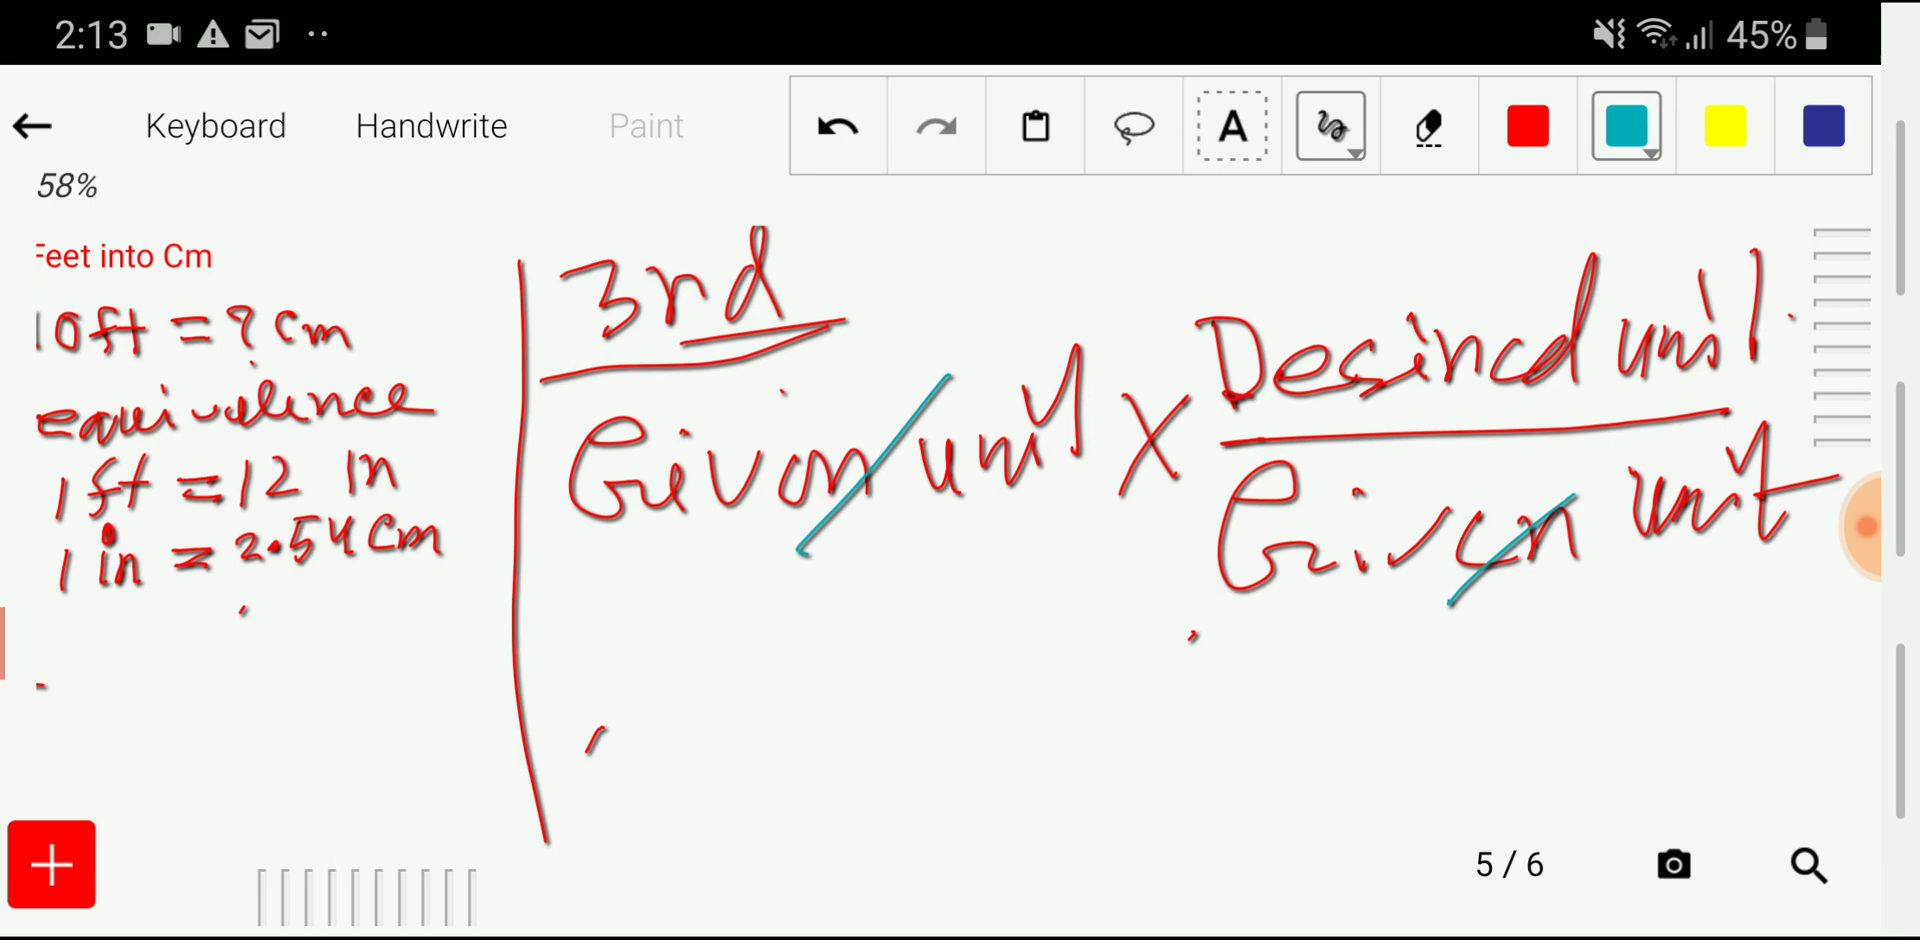 2:13
45%
Keyboard Handwrite Paint
A
58%
Feet into Cm
10ft = ? cm
equivelence
1 ft = 12 in
1 in = 2.54 Cm
3rd
Given unit X Desired unit
Given unit
5 / 6